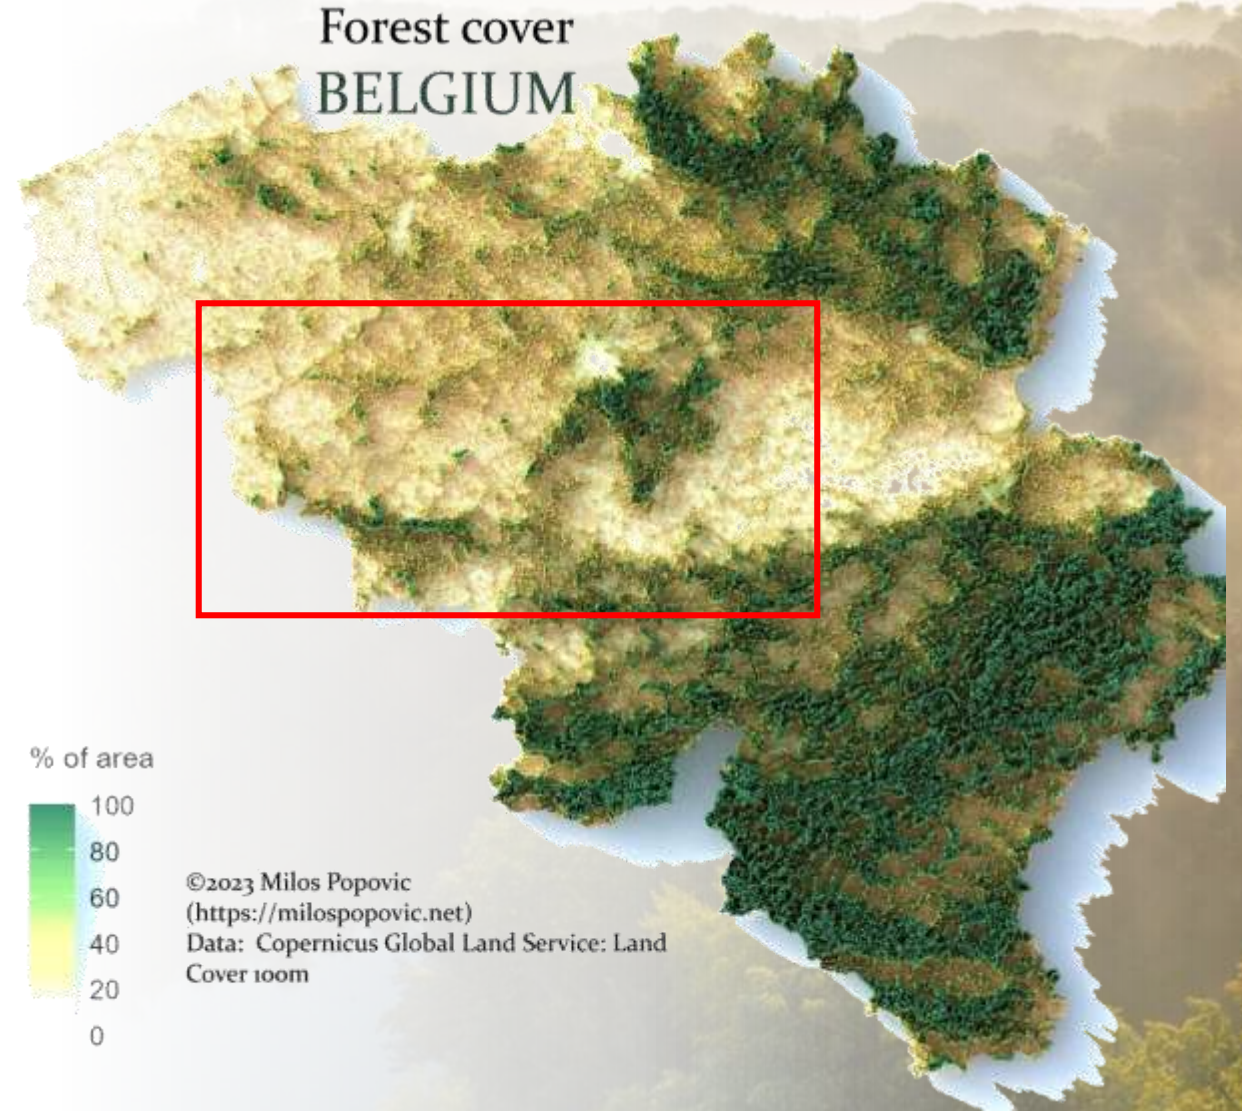 Forest cover
BELGIUM
% of area
100
80
60
40
20
0
©2023 Milos Popovic
(https://milospopovic.net)
Data: Copernicus Global Land Service: Land
Cover 100m